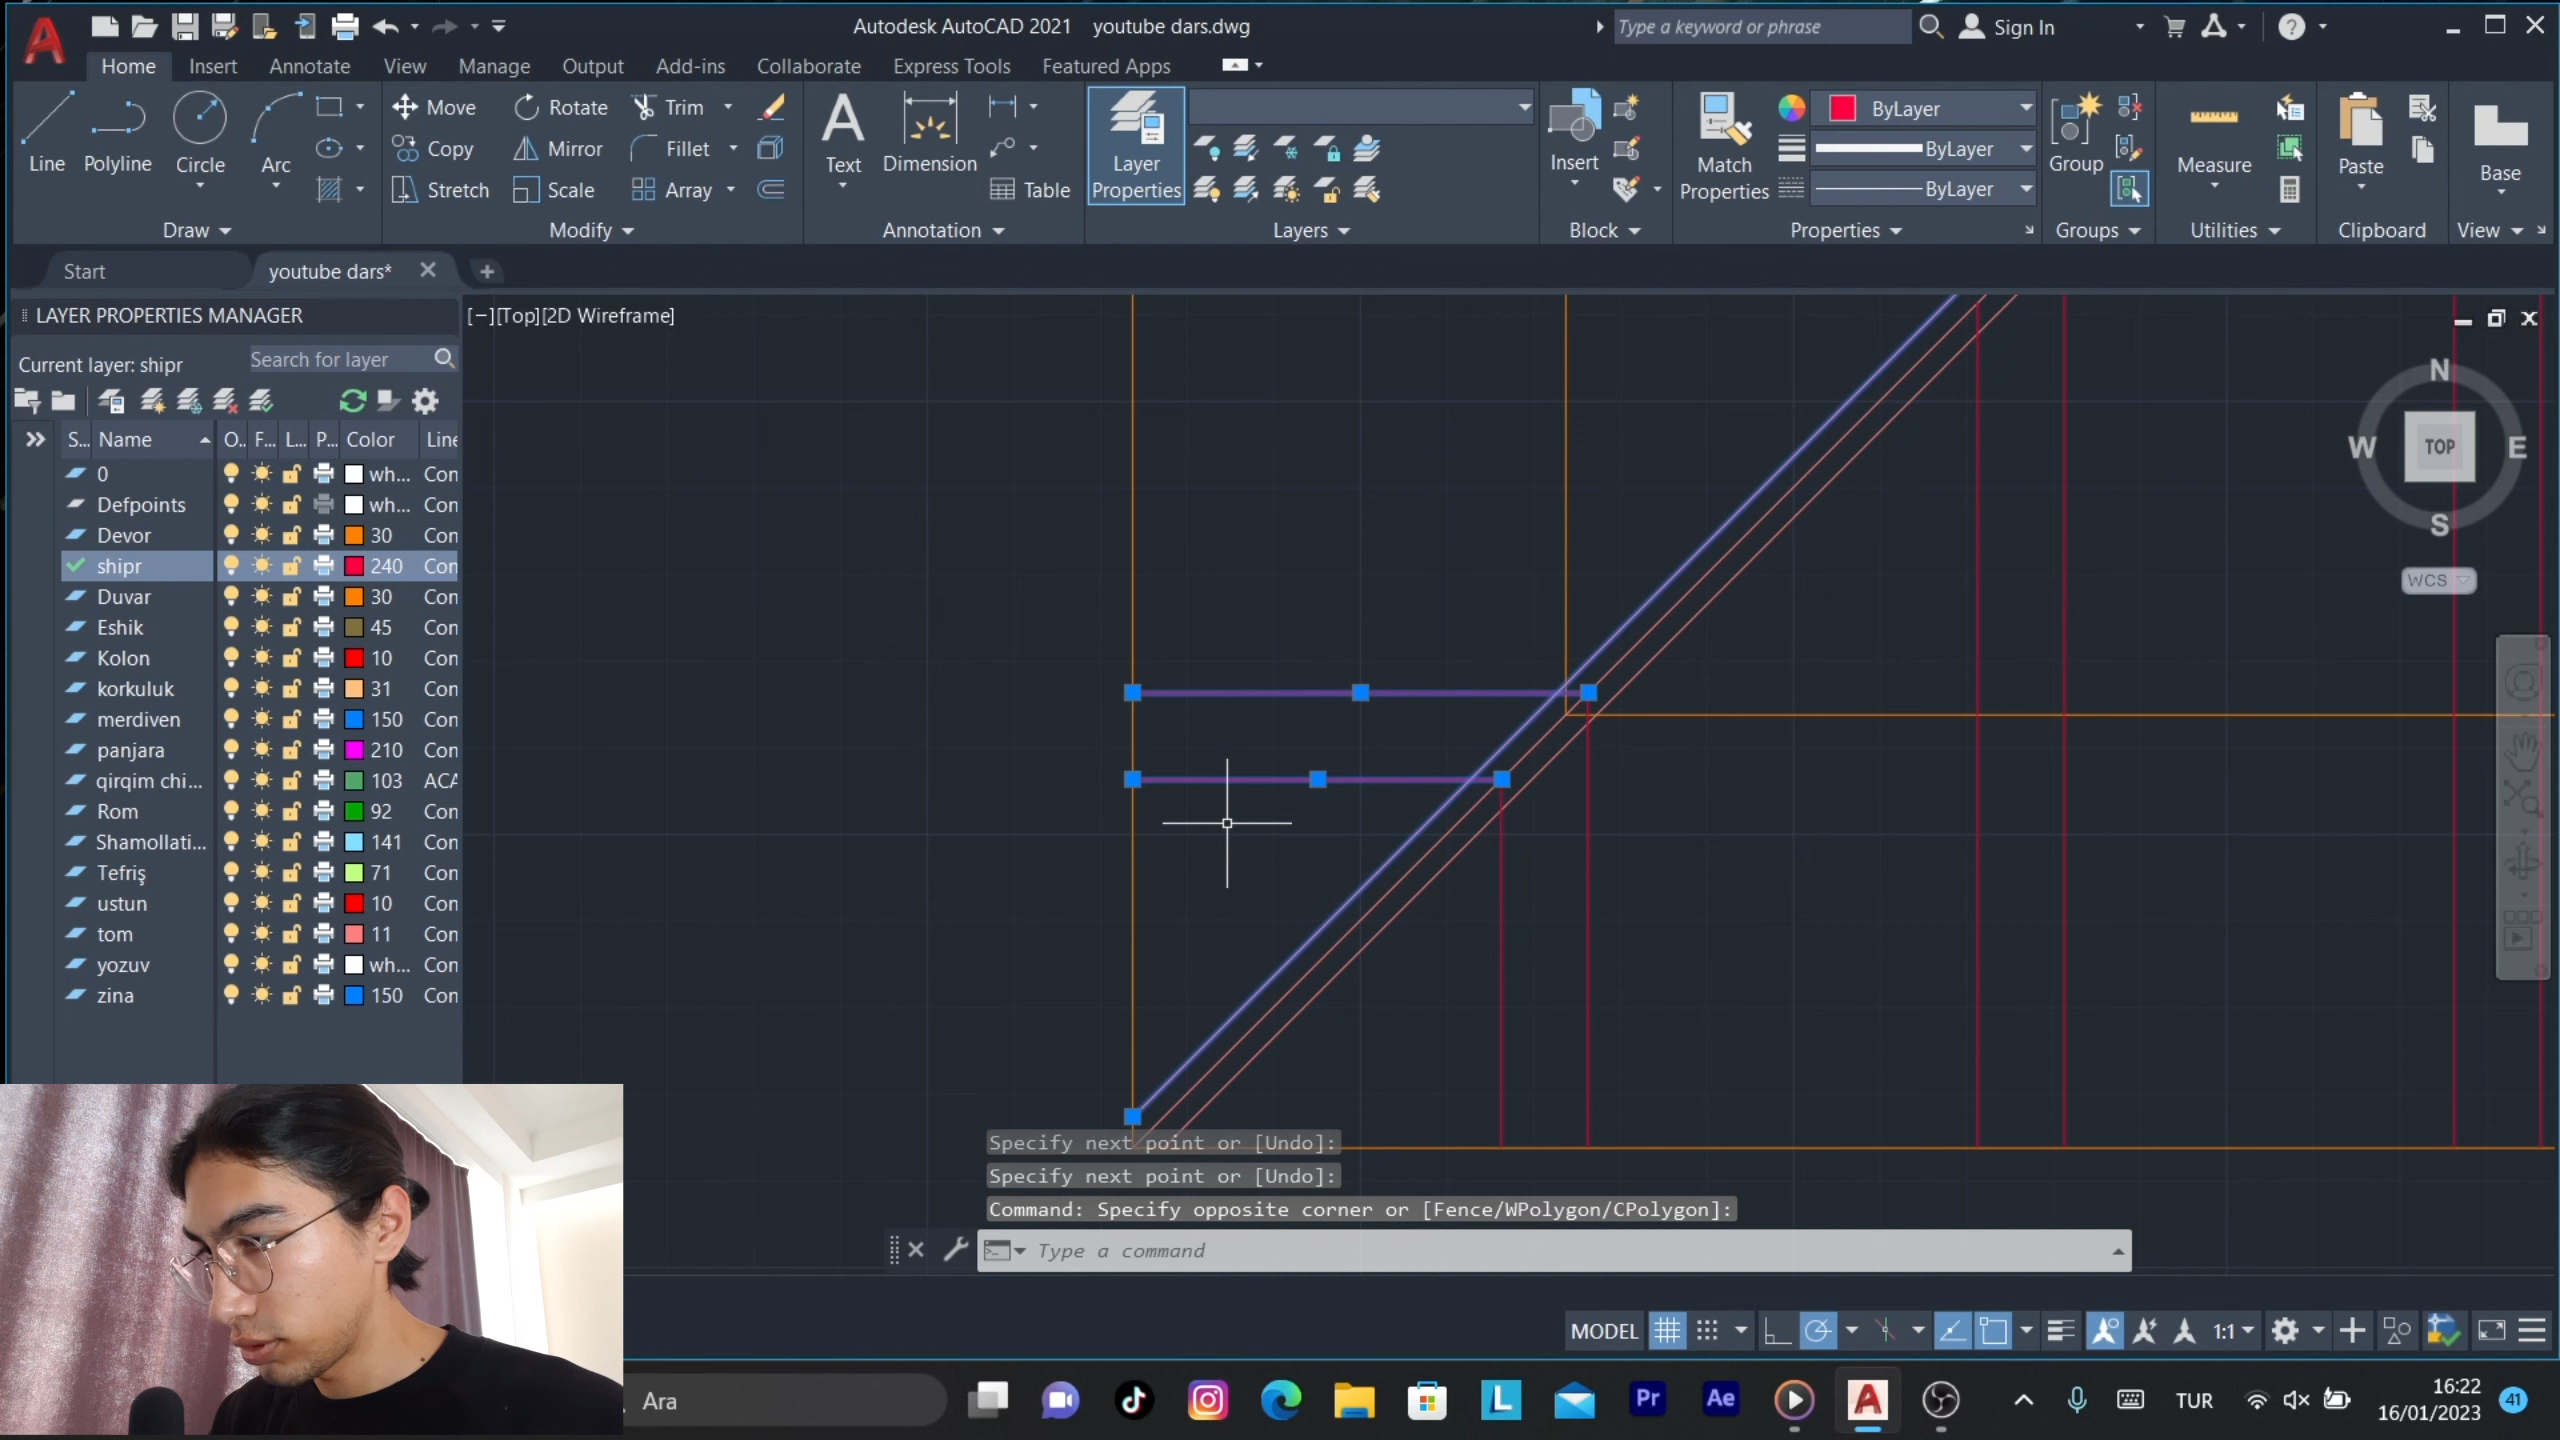 Autodesk AutoCAD 2021 youtube dars.dwg
Type a keyword or phrase
Sign In
Home Insert Annotate View Manage Output Add-ins Collaborate Express Tools Featured Apps
Line Polyline Circle Arc
Move Rotate Trim
Copy Mirror Fillet
Stretch Scale Array
Text Dimension Table
Layer Properties
Insert
Match Properties
ByLayer
ByLayer
ByLayer
Group
Measure
Paste
Base
Draw Modify Annotation Layers Block Properties Groups Utilities Clipboard View
Start youtube dars*
LAYER PROPERTIES MANAGER
[−][Top][2D Wireframe]
Current layer: shipr
Search for layer
S... Name O.. F... L... P... Color Line
0 wh... Con
Defpoints wh... Con
Devor 30 Con
shipr 240 Con
Duvar 30 Con
Eshik 45 Con
Kolon 10 Con
korkuluk 31 Con
merdiven 150 Con
panjara 210 Con
qirqim chi... 103 ACA
Rom 92 Con
Shamollati... 141 Con
Tefriş 71 Con
ustun 10 Con
tom 11 Con
yozuv wh... Con
zina 150 Con
N
W TOP E
S
WCS
Specify next point or [Undo]:
Specify next point or [Undo]:
Command: Specify opposite corner or [Fence/WPolygon/CPolygon]:
Type a command
MODEL 1:1
Ara
L
Pr
Ae
A
TUR
16:22
16/01/2023
41